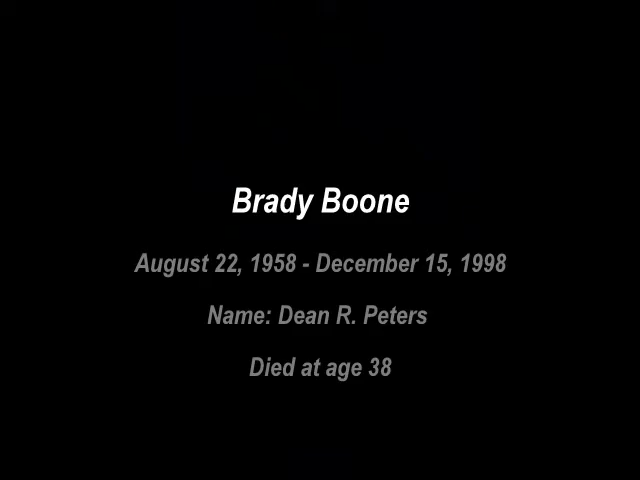 Brady Boone
August 22, 1958 - December 15, 1998
Name: Dean R. Peters
Died at age 38